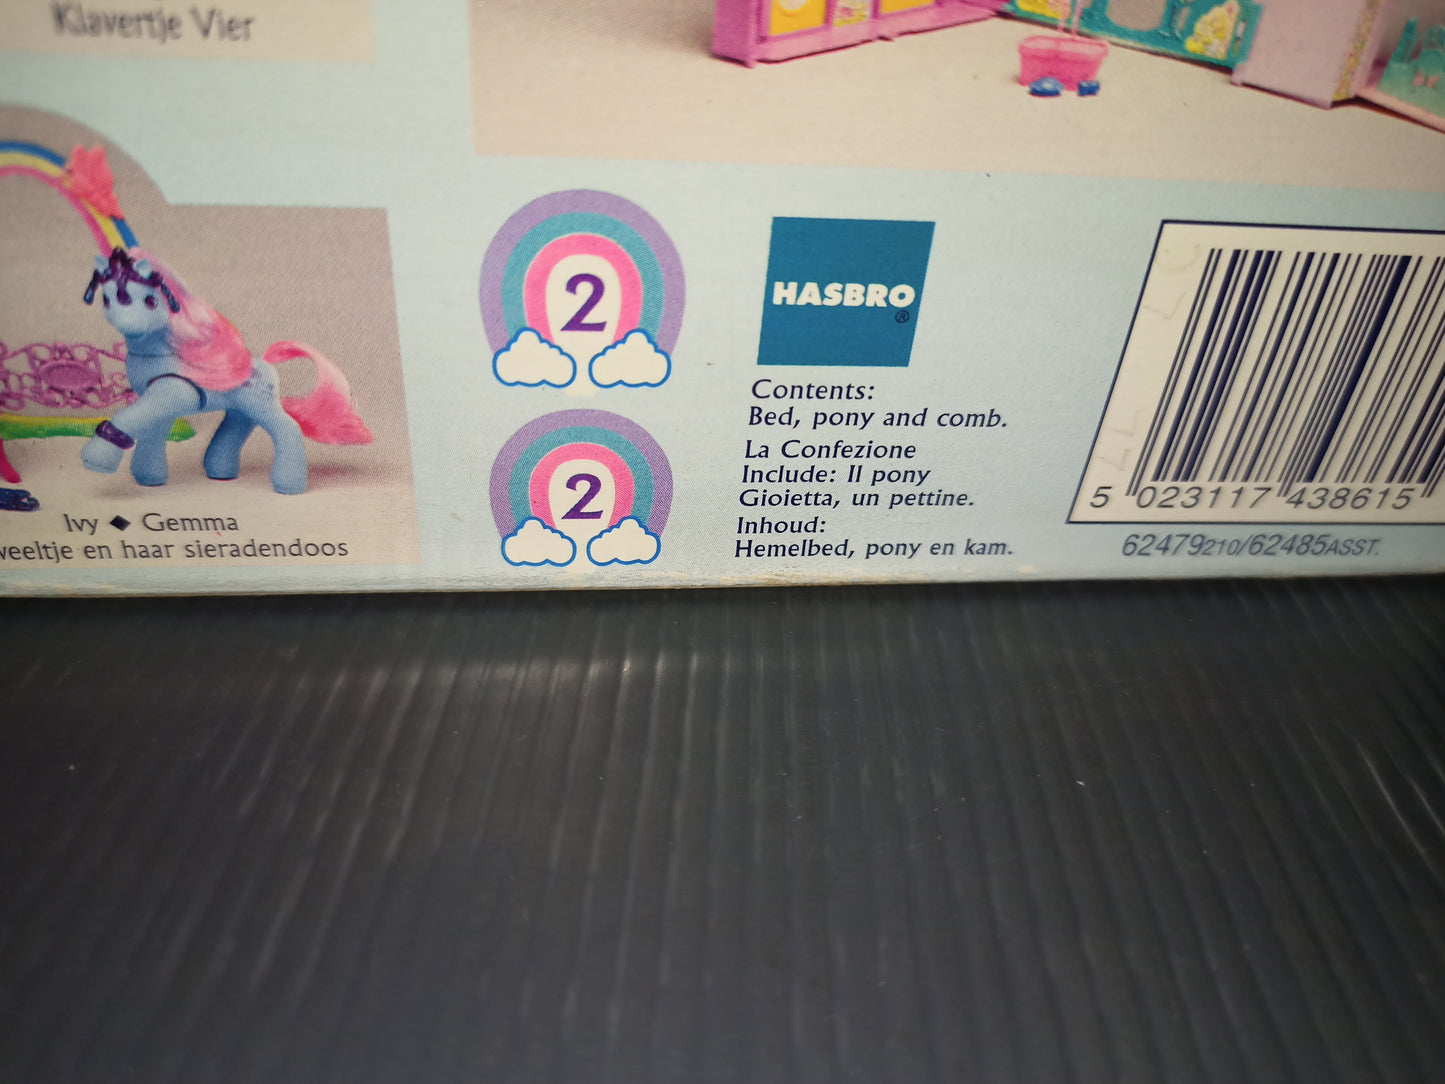 Klavertje Vier
Ivy ◆ Gemma
en haar sieradendoos
2
2
HASBRO
®
Contents:
Bed, pony and comb.
La Confezione
Include: Il pony
Gioietta, un pettine.
Inhoud:
Hemelbed, pony en kam.
5 023117 438615
62479210/62485ASST.